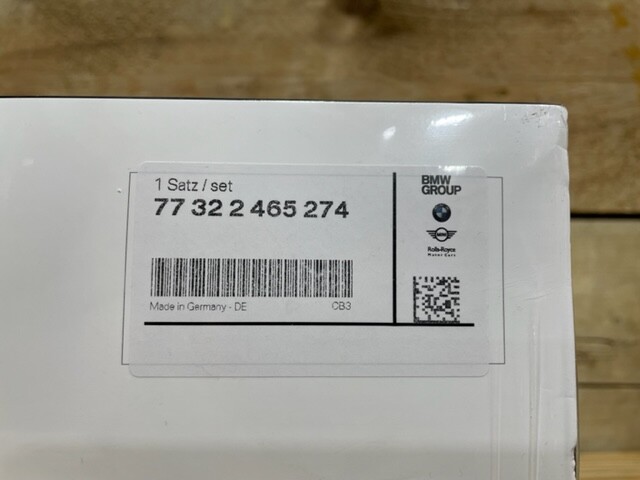 1 Satz / set
77 32 2 465 274
Made in Germany - DE
CB3
BMW
GROUP
MINI
Rolls-Royce
Motor Cars